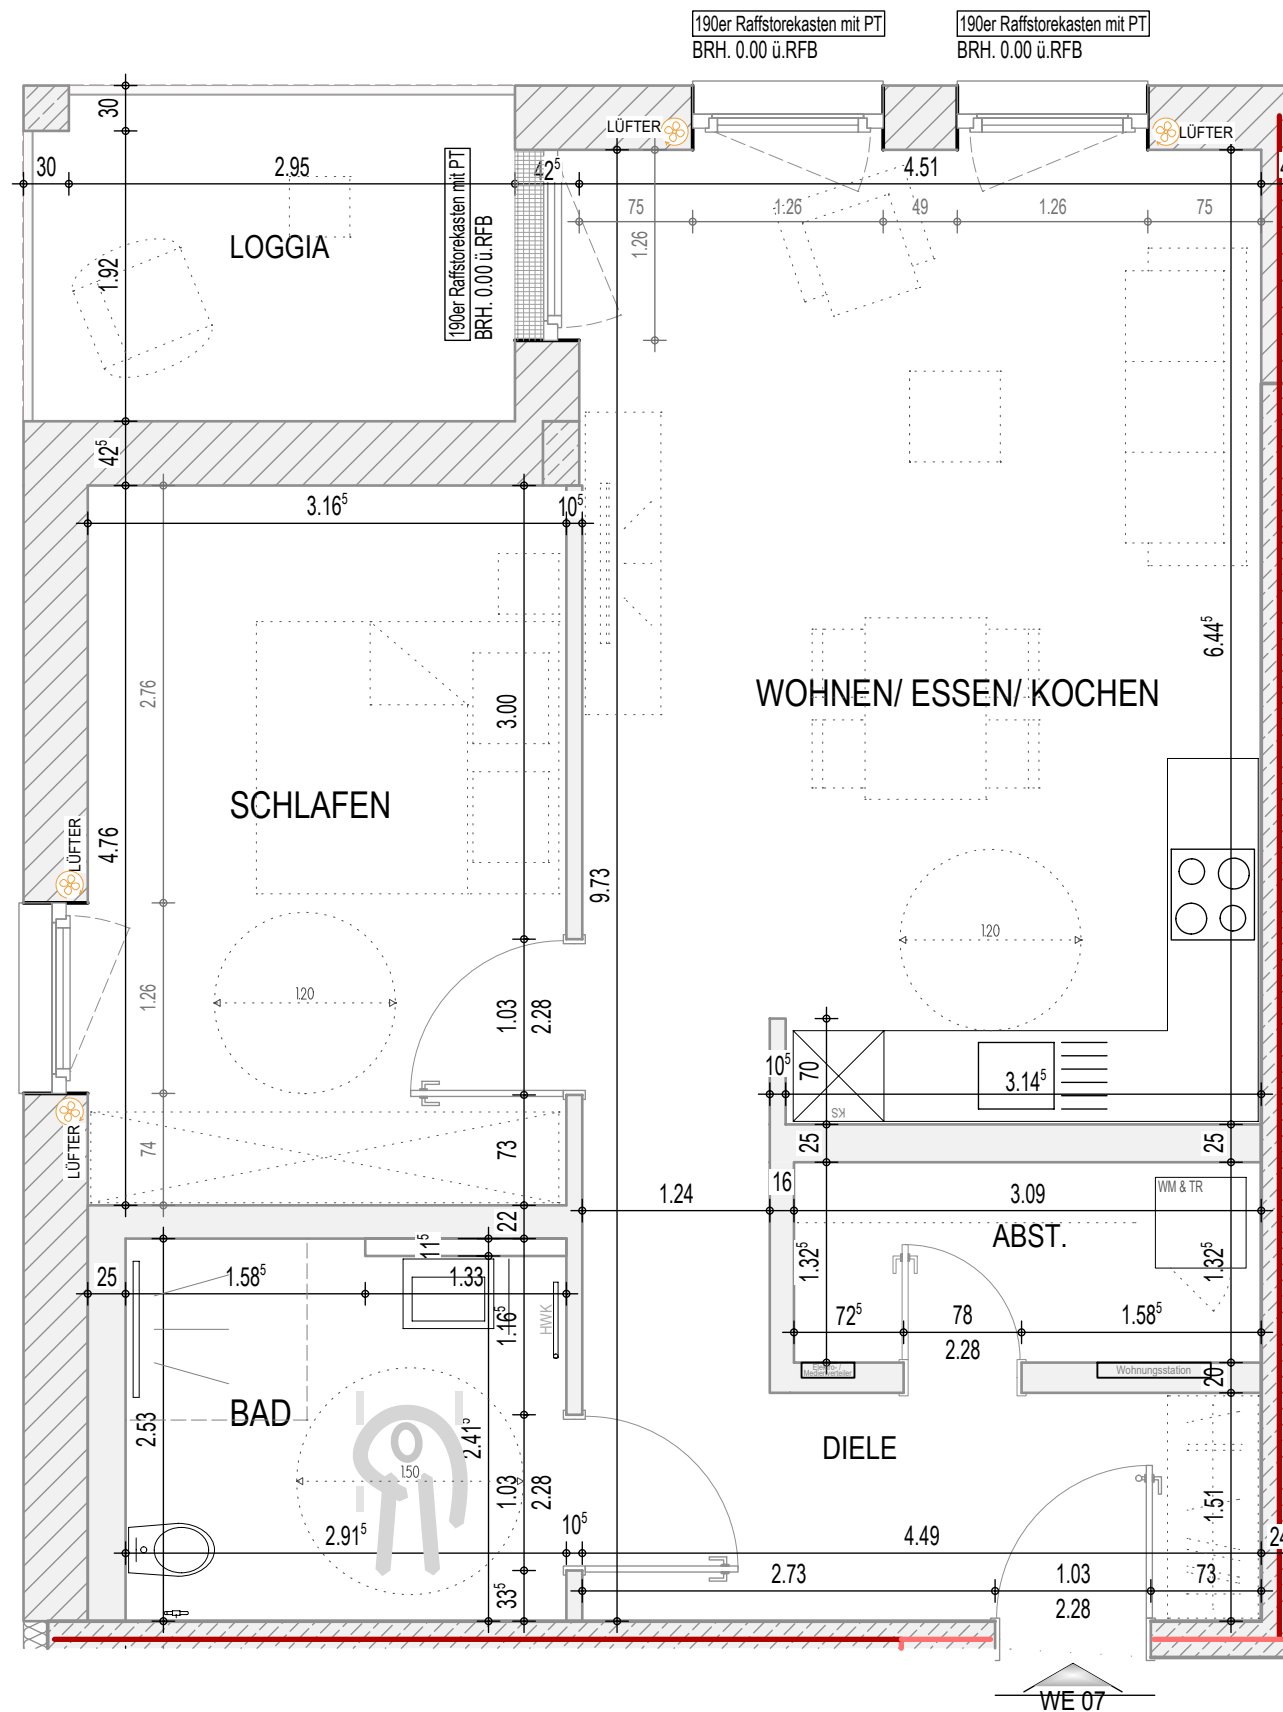 190er Raffstorekasten mit PT
BRH. 0.00 ü.RFB
190er Raffstorekasten mit PT
BRH. 0.00 ü.RFB
30
LÜFTER
LÜFTER
30
2.95
42⁵
4.51
75
1.26
49
1.26
75
1.26
190er Raffstorekasten mit PT
BRH. 0.00 ü.RFB
LOGGIA
1.92
42⁵
3.16⁵
10⁵
6.44⁵
2.76
3.00
WOHNEN/ ESSEN/ KOCHEN
SCHLAFEN
LÜFTER
4.76
9.73
120
120
1.26
1.03
2.28
10⁵
70
3.14⁵
KS
LÜFTER
74
73
25
25
16
1.24
3.09
WM & TR
22
11⁵
ABST.
1.32⁵
1.32⁵
25
1.58⁵
1.33
1.16⁵
HWK
72⁵
78
2.28
1.58⁵
Elektro- /
Medienverteiler
Wohnungsstation
20
BAD
2.53
2.41⁵
DIELE
150
1.03
2.28
1.51
2.91⁵
10⁵
4.49
24
2.73
1.03
2.28
73
33⁵
WE 07